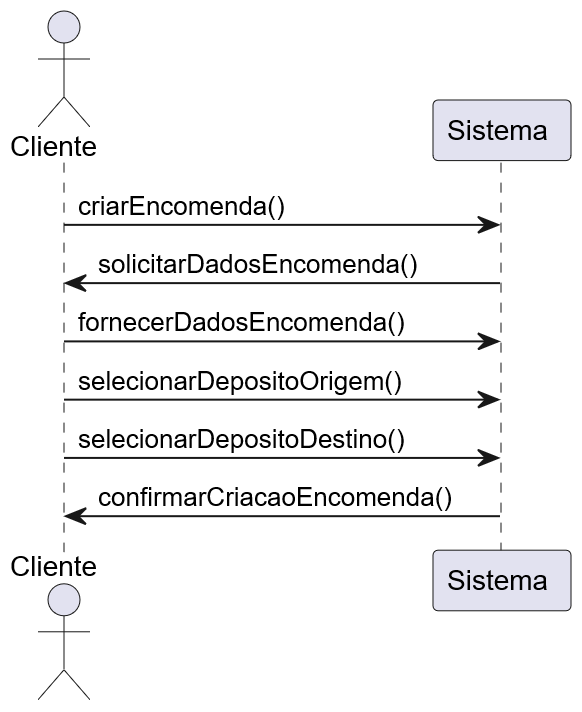 Cliente
Sistema
criarEncomenda()
solicitarDadosEncomenda()
fornecerDadosEncomenda()
selecionarDepositoOrigem()
selecionarDepositoDestino()
confirmarCriacaoEncomenda()
Cliente
Sistema